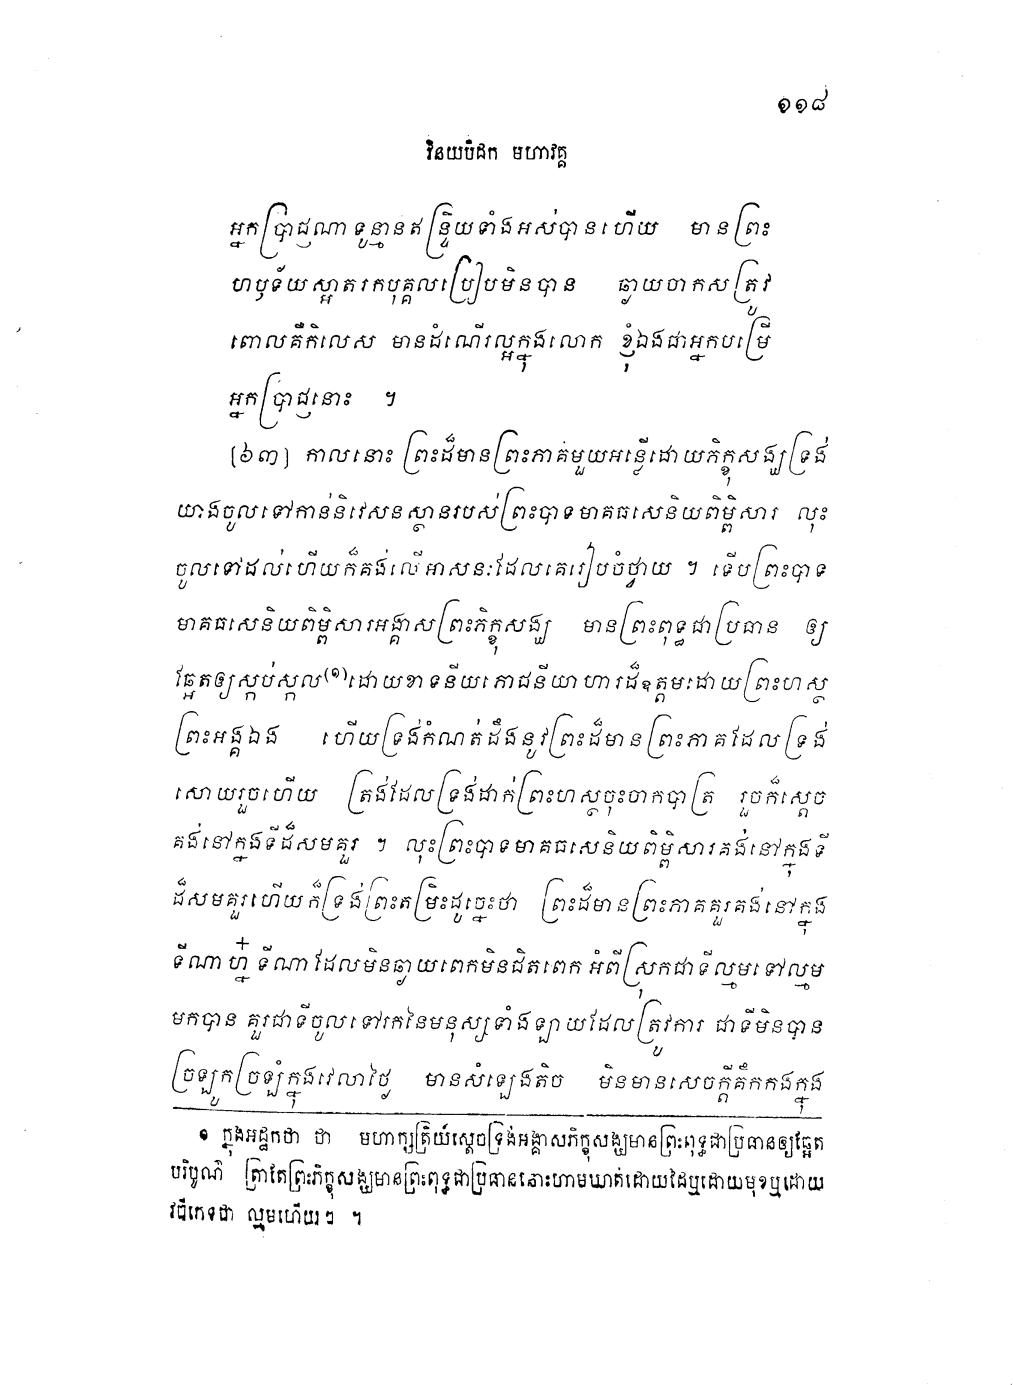 ១១៨
វិនយបិដក មហាវគ្គ
អ្នកប្រាជ្ញណា ទូន្មានឥន្ទ្រិយទាំងអស់បានហើយ មានព្រះ
ហឫទ័យស្អាតរកបុគ្គលប្រៀបមិនបាន ឆ្ងាយចាកសត្រូវ
ពោលគឺកិលេស មានដំណើរល្អក្នុងលោក ខ្ញុំឯងជាអ្នកបម្រើ
អ្នកប្រាជ្ញនោះ ។
[៦៣] កាលនោះ ព្រះដ៏មានព្រះភាគមួយអន្លើដោយភិក្ខុសង្ឃ ទ្រង់
យាងចូលទៅកាន់និវេសនស្ថានរបស់ព្រះបាទមាគធសេនិយពិម្ពិសារ លុះ
ចូលទៅដល់ហើយក៏គង់លើអាសនៈដែលគេរៀបចំថ្វាយ ។ ទើបព្រះបាទ
មាគធសេនិយពិម្ពិសារអង្គាសព្រះភិក្ខុសង្ឃ មានព្រះពុទ្ធជាប្រធាន ឲ្យ
ឆ្អែតឲ្យស្កប់ស្កល(១)ដោយខាទនីយភោជនីយាហារដ៏ឧត្តមដោយព្រះហស្ថ
ព្រះអង្គឯង ហើយទ្រង់កំណត់ដឹងនូវព្រះដ៏មានព្រះភាគដែលទ្រង់
សោយរួចហើយ ត្រង់ដែលទ្រង់ដាក់ព្រះហស្ថចុះចាកបាត្រ រួចក៏ស្តេច
គង់នៅក្នុងទីដ៏សមគួរ ។ លុះព្រះបាទមាគធសេនិយពិម្ពិសារគង់នៅក្នុងទី
ដ៏សមគួរហើយក៏ទ្រង់ព្រះតម្រិះដូច្នេះថា ព្រះដ៏មានព្រះភាគគួរគង់នៅក្នុង
ទីណាហ្ន៎ ទីណាដែលមិនឆ្ងាយពេកមិនជិតពេក អំពីស្រុកជាទីល្មមទៅល្មម
មកបាន គួរជាទីចូលទៅរកនៃមនុស្សទាំងឡាយដែលត្រូវការ ជាទីមិនបាន
ច្រឡូកច្រឡំក្នុងវេលាថ្ងៃ មានសំឡេងតិច មិនមានសេចក្តីគឹកកងក្នុង
១ ក្នុងអដ្ឋកថា ថា មហាក្សត្រិយ៍ស្តេចទ្រង់អង្គាសភិក្ខុសង្ឃមានព្រះពុទ្ធជាប្រធានឲ្យឆ្អែត
បរិបូណ៌ ត្រាតែព្រះភិក្ខុសង្ឃមានព្រះពុទ្ធជាប្រធាននោះហាមឃាត់ដោយដៃឬដោយមុខឬដោយ
វចីភេទថា ល្មមហើយៗ ។